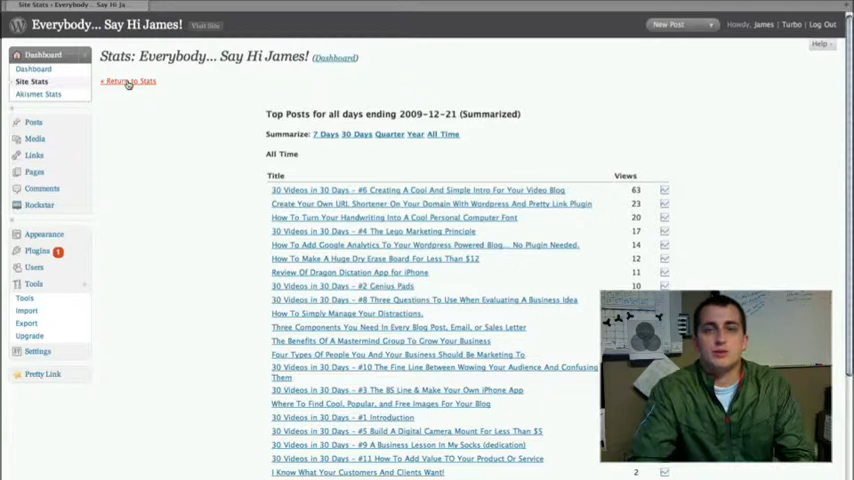 Site Stats ‹ Everybody... Say Hi Ja...
Everybody... Say Hi James! Visit Site New Post Howdy, James | Turbo | Log Out
Help
Dashboard
Dashboard
Site Stats
Akismet Stats
Posts
Media
Links
Pages
Comments
Rockstar
Appearance
Plugins 1
Users
Tools
Tools
Import
Export
Upgrade
Settings
Pretty Link
Stats: Everybody... Say Hi James! (Dashboard)
« Return to Stats
Top Posts for all days ending 2009-12-21 (Summarized)
Summarize: 7 Days 30 Days Quarter Year All Time
All Time
Title Views
30 Videos in 30 Days - #6 Creating A Cool And Simple Intro For Your Video Blog 63
Create Your Own URL Shortener On Your Domain With Wordpress And Pretty Link Plugin 23
How To Turn Your Handwriting Into A Cool Personal Computer Font 20
30 Videos in 30 Days - #4 The Lego Marketing Principle 17
How To Add Google Analytics To Your Wordpress Powered Blog... No Plugin Needed. 14
How To Make A Huge Dry Erase Board For Less Than $12 12
Review Of Dragon Dictation App for iPhone 11
30 Videos in 30 Days - #2 Genius Pads 10
30 Videos in 30 Days - #8 Three Questions To Use When Evaluating A Business Idea
How To Simply Manage Your Distractions.
Three Components You Need In Every Blog Post, Email, or Sales Letter
The Benefits Of A Mastermind Group To Grow Your Business
Four Types Of People You And Your Business Should Be Marketing To
30 Videos in 30 Days - #10 The Fine Line Between Wowing Your Audience And Confusing
Them
30 Videos in 30 Days - #3 The BS Line & Make Your Own iPhone App
Where To Find Cool, Popular, and Free Images For Your Blog
30 Videos in 30 Days - #1 Introduction
30 Videos in 30 Days - #5 Build A Digital Camera Mount For Less Than $5
30 Videos in 30 Days - #9 A Business Lesson In My Socks (dedication)
30 Videos in 30 Days - #11 How To Add Value TO Your Product Or Service
I Know What Your Customers And Clients Want! 2